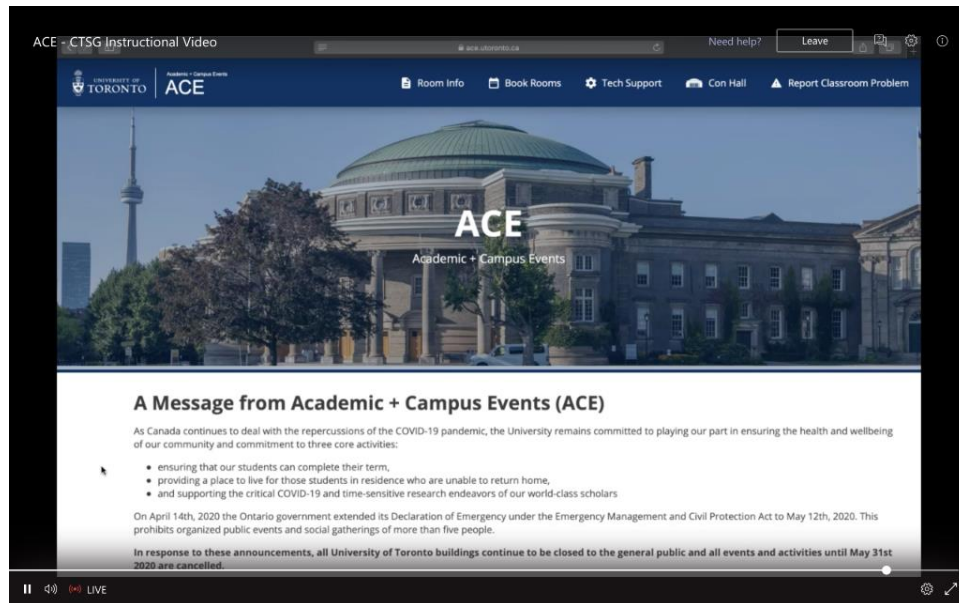 ACE - CTSG Instructional Video
ace.utoronto.ca
Need help?
Leave
UNIVERSITY OF
TORONTO
Academic + Campus Events
ACE
Room Info
Book Rooms
Tech Support
Con Hall
Report Classroom Problem
ACE
Academic + Campus Events
A Message from Academic + Campus Events (ACE)
As Canada continues to deal with the repercussions of the COVID-19 pandemic, the University remains committed to playing our part in ensuring the health and wellbeing
of our community and commitment to three core activities:
• ensuring that our students can complete their term,
• providing a place to live for those students in residence who are unable to return home,
• and supporting the critical COVID-19 and time-sensitive research endeavors of our world-class scholars
On April 14th, 2020 the Ontario government extended its Declaration of Emergency under the Emergency Management and Civil Protection Act to May 12th, 2020. This
prohibits organized public events and social gatherings of more than five people.
In response to these announcements, all University of Toronto buildings continue to be closed to the general public and all events and activities until May 31st
2020 are cancelled.
LIVE